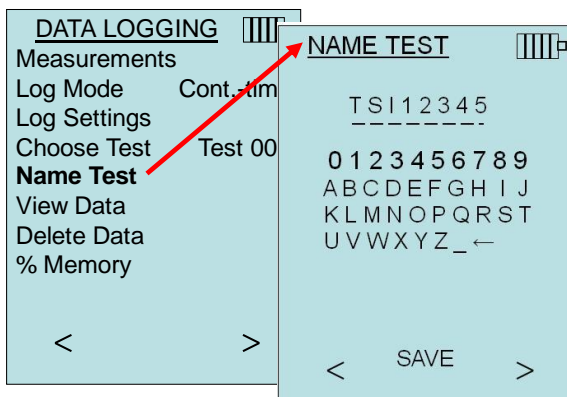 DATA LOGGING
Measurements
Log Mode Cont.-tim
Log Settings
Choose Test Test 00
Name Test
View Data
Delete Data
% Memory
< >
NAME TEST
TSI12345
0123456789
ABCDEFGHIJ
KLMNOPQRST
UVWXYZ_←
SAVE
< >